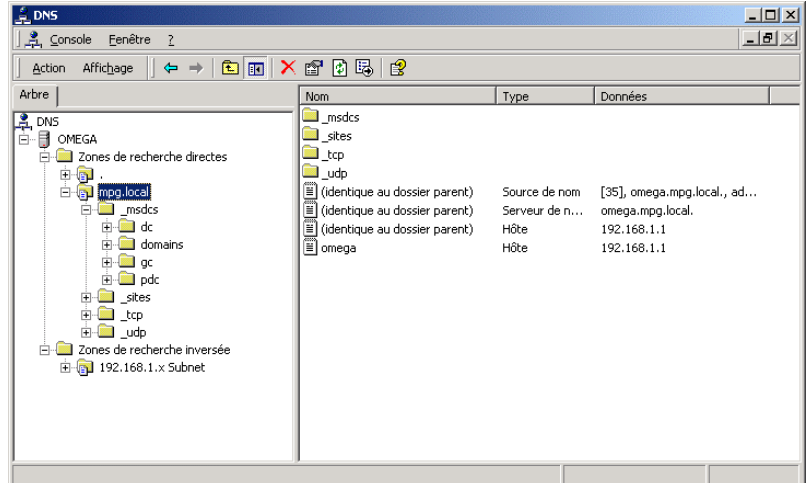 DNS
Console Fenêtre ?
Action Affichage
Arbre
DNS
OMEGA
Zones de recherche directes
.
mpg.local
_msdcs
dc
domains
gc
pdc
_sites
_tcp
_udp
Zones de recherche inversée
192.168.1.x Subnet
Nom Type Données
_msdcs
_sites
_tcp
_udp
(identique au dossier parent) Source de nom [35], omega.mpg.local., ad...
(identique au dossier parent) Serveur de n... omega.mpg.local.
(identique au dossier parent) Hôte 192.168.1.1
omega Hôte 192.168.1.1